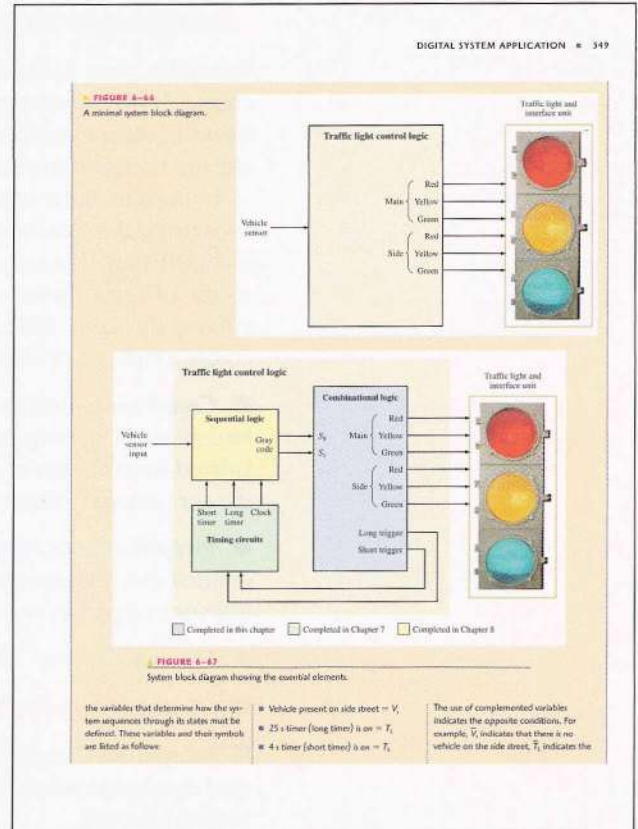 DIGITAL SYSTEM APPLICATION ■ 349
FIGURE 6–66
A minimal system block diagram.
Traffic light and
interface unit
Traffic light control logic
Red
Main Yellow
Green
Vehicle
sensor
Red
Side Yellow
Green
Traffic light control logic
Traffic light and
interface unit
Combinational logic
Sequential logic
Red
Vehicle
sensor
input
Gray
code
S₀
S₁
Main Yellow
Green
Red
Side Yellow
Green
Short
timer
Long
timer
Clock
Timing circuits
Long trigger
Short trigger
Completed in this chapter Completed in Chapter 7 Completed in Chapter 8
FIGURE 6–67
System block diagram showing the essential elements.
the variables that determine how the sys-
tem sequences through its states must be
defined. These variables and their symbols
are listed as follows:
■ Vehicle present on side street = Vₛ
■ 25 s timer (long timer) is on = T_L
■ 4 s timer (short timer) is on = Tₛ
The use of complemented variables
indicates the opposite conditions. For
example, V̅ₛ indicates that there is no
vehicle on the side street, T̅_L indicates the